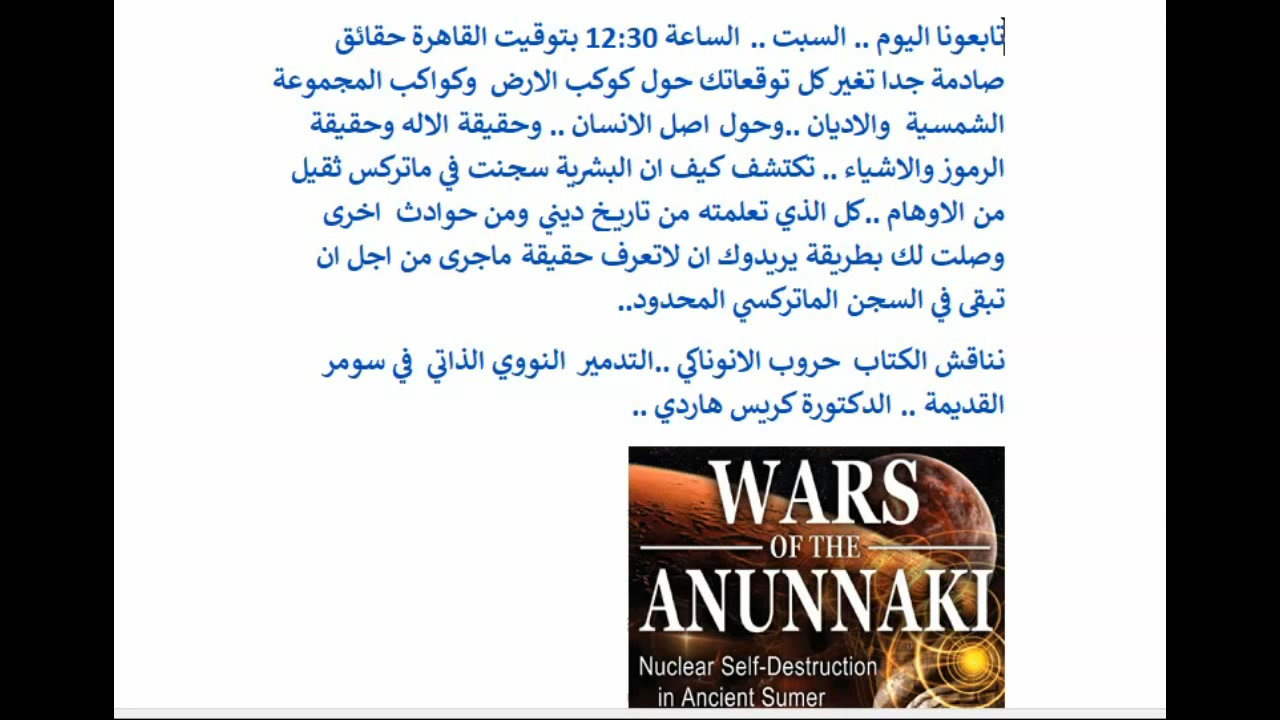 تابعونا اليوم .. السبت .. الساعة 12:30 بتوقيت القاهرة حقائق
صادمة جدا تغير كل توقعاتك حول كوكب الارض وكواكب المجموعة
الشمسية والاديان ..وحول اصل الانسان .. وحقيقة الاله وحقيقة
الرموز والاشياء .. تكتشف كيف ان البشرية سجنت في ماتركس ثقيل
من الاوهام ..كل الذي تعلمته من تاريخ ديني ومن حوادث اخرى
وصلت لك بطريقة يريدوك ان لاتعرف حقيقة ماجرى من اجل ان
تبقى في السجن الماتركسي المحدود..
نناقش الكتاب حروب الانوناكي ..التدمير النووي الذاتي في سومر
القديمة .. الدكتورة كريس هاردي ..
WARS
OF THE
ANUNNAKI
Nuclear Self-Destruction
in Ancient Sumer